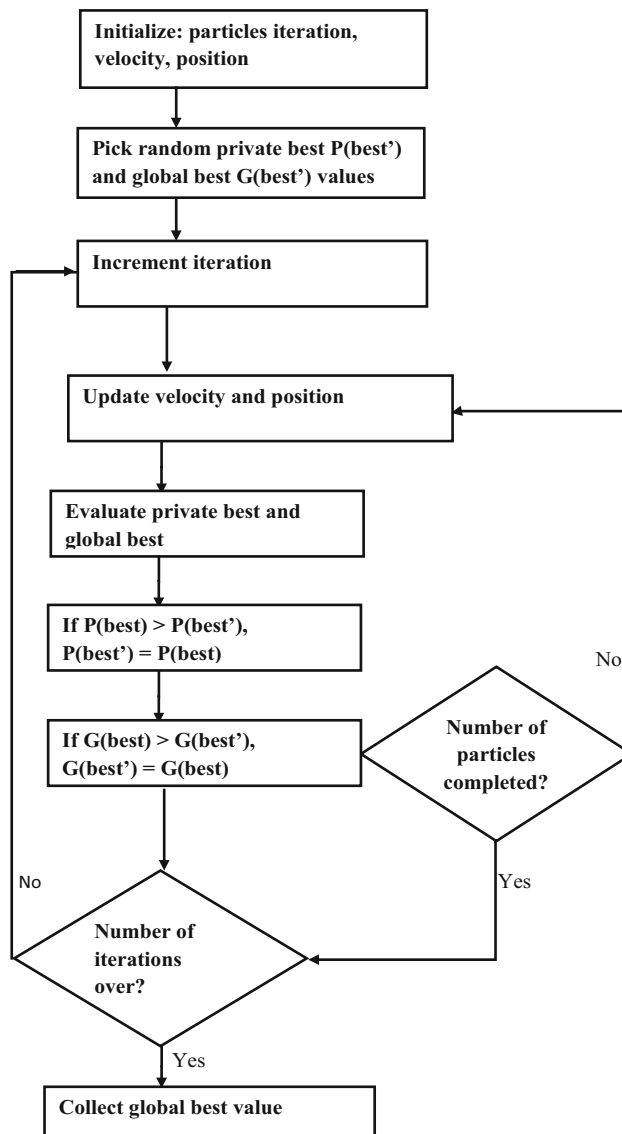 Initialize: particles iteration,
velocity, position
Pick random private best P(best’)
and global best G(best’) values
Increment iteration
Update velocity and position
Evaluate private best and
global best
If P(best) > P(best’),
P(best’) = P(best)
No
If G(best) > G(best’),
G(best’) = G(best)
Number of
particles
completed?
No
Yes
Number of
iterations
over?
Yes
Collect global best value